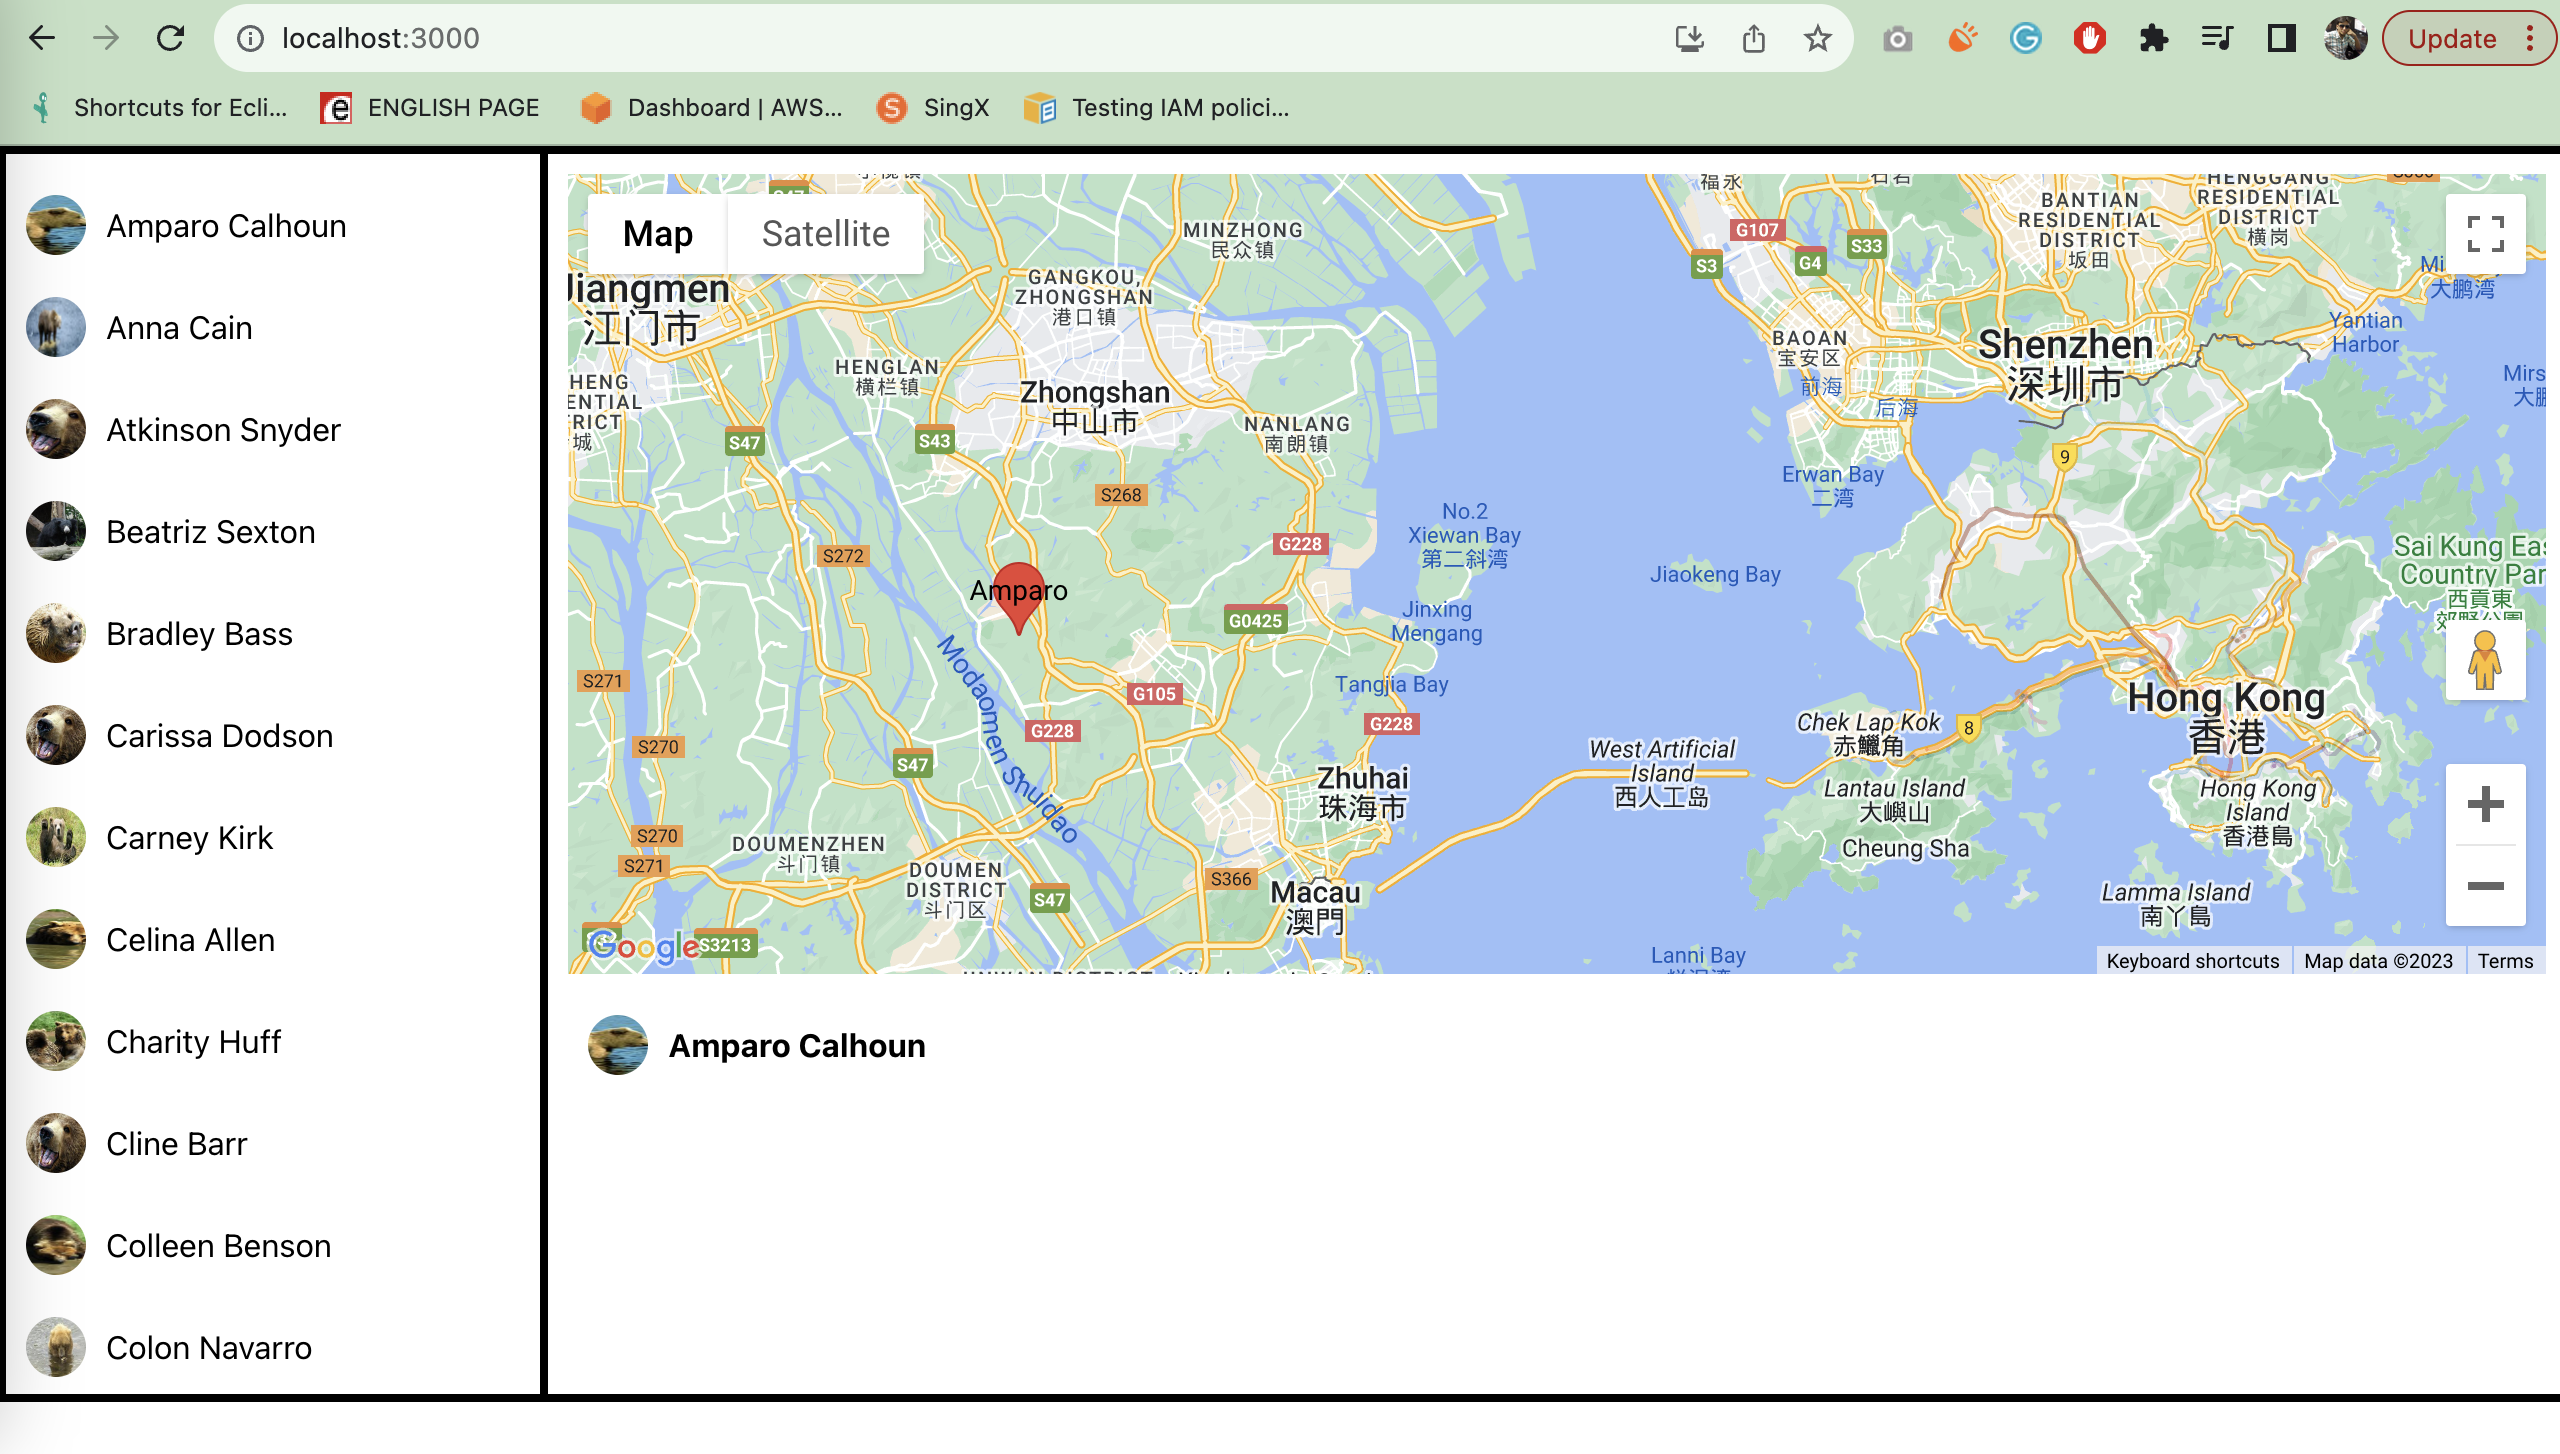 localhost:3000
Update
Shortcuts for Ecli...
ENGLISH PAGE
Dashboard | AWS...
SingX
Testing IAM polici...
Amparo Calhoun
Anna Cain
Atkinson Snyder
Beatriz Sexton
Bradley Bass
Carissa Dodson
Carney Kirk
Celina Allen
Charity Huff
Cline Barr
Colleen Benson
Colon Navarro
Map
Satellite
Jiangmen
江门市
MINZHONG
民众镇
GANGKOU,
ZHONGSHAN
港口镇
HENGLAN
横栏镇
Zhongshan
中山市
NANLANG
南朗镇
S47
S43
S268
S272
G228
Amparo
G0425
S271
G105
G228
G228
S270
S47
Modaomen Shuidao
Tangjia Bay
Jinxing
Mengang
No.2
Xiewan Bay
第二斜湾
Jiaokeng Bay
Zhuhai
珠海市
S270
S271
DOUMENZHEN
斗门镇
DOUMEN
DISTRICT
斗门区
S47
S366
Macau
澳門
S3213
Google
福永
G107
S3
G4
S33
BANTIAN
RESIDENTIAL
DISTRICT
坂田
HENGGANG
RESIDENTIAL
DISTRICT
横岗
大鹏湾
Yantian
Harbor
BAOAN
宝安区
前海
后海
Shenzhen
深圳市
Erwan Bay
二湾
9
Sai Kung Eas
Country Par
西貢東
Hong Kong
香港
Chek Lap Kok
赤鱲角
8
West Artificial
Island
西人工岛
Lantau Island
大嶼山
Cheung Sha
Hong Kong
Island
香港島
Lamma Island
南丫島
Lanni Bay
Keyboard shortcuts
Map data ©2023
Terms
Amparo Calhoun